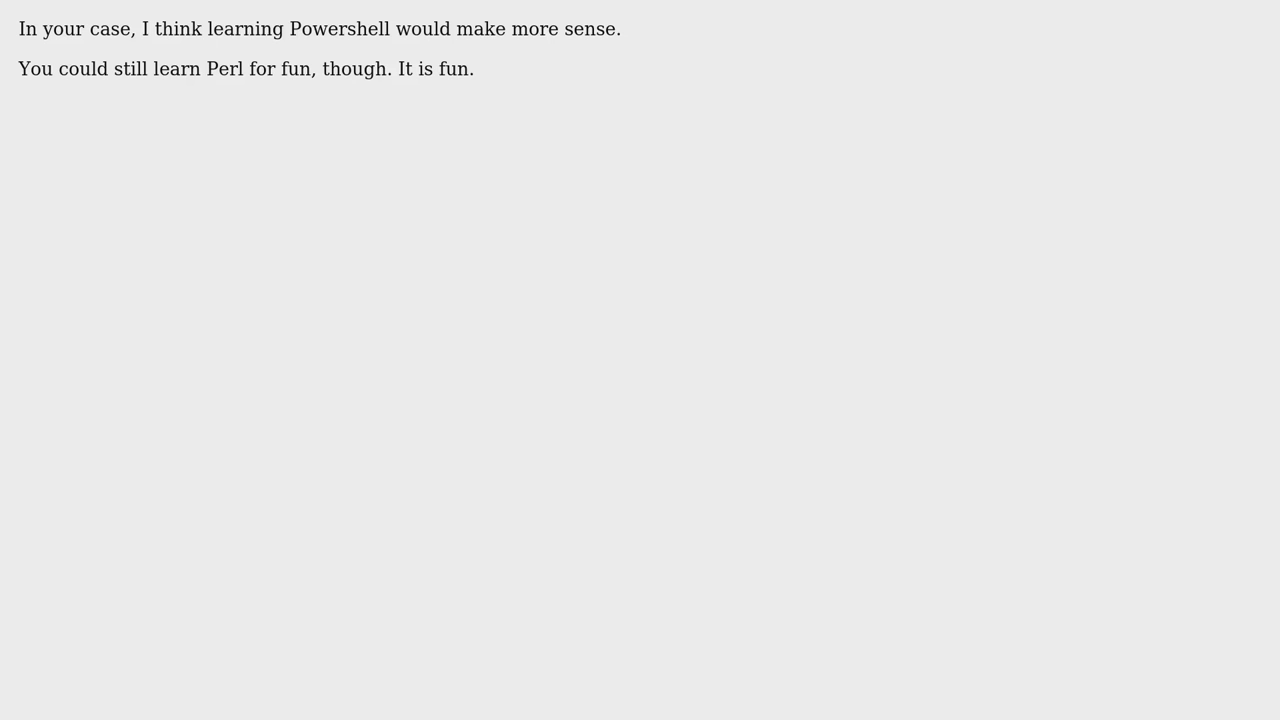 In your case, I think learning Powershell would make more sense.
You could still learn Perl for fun, though. It is fun.